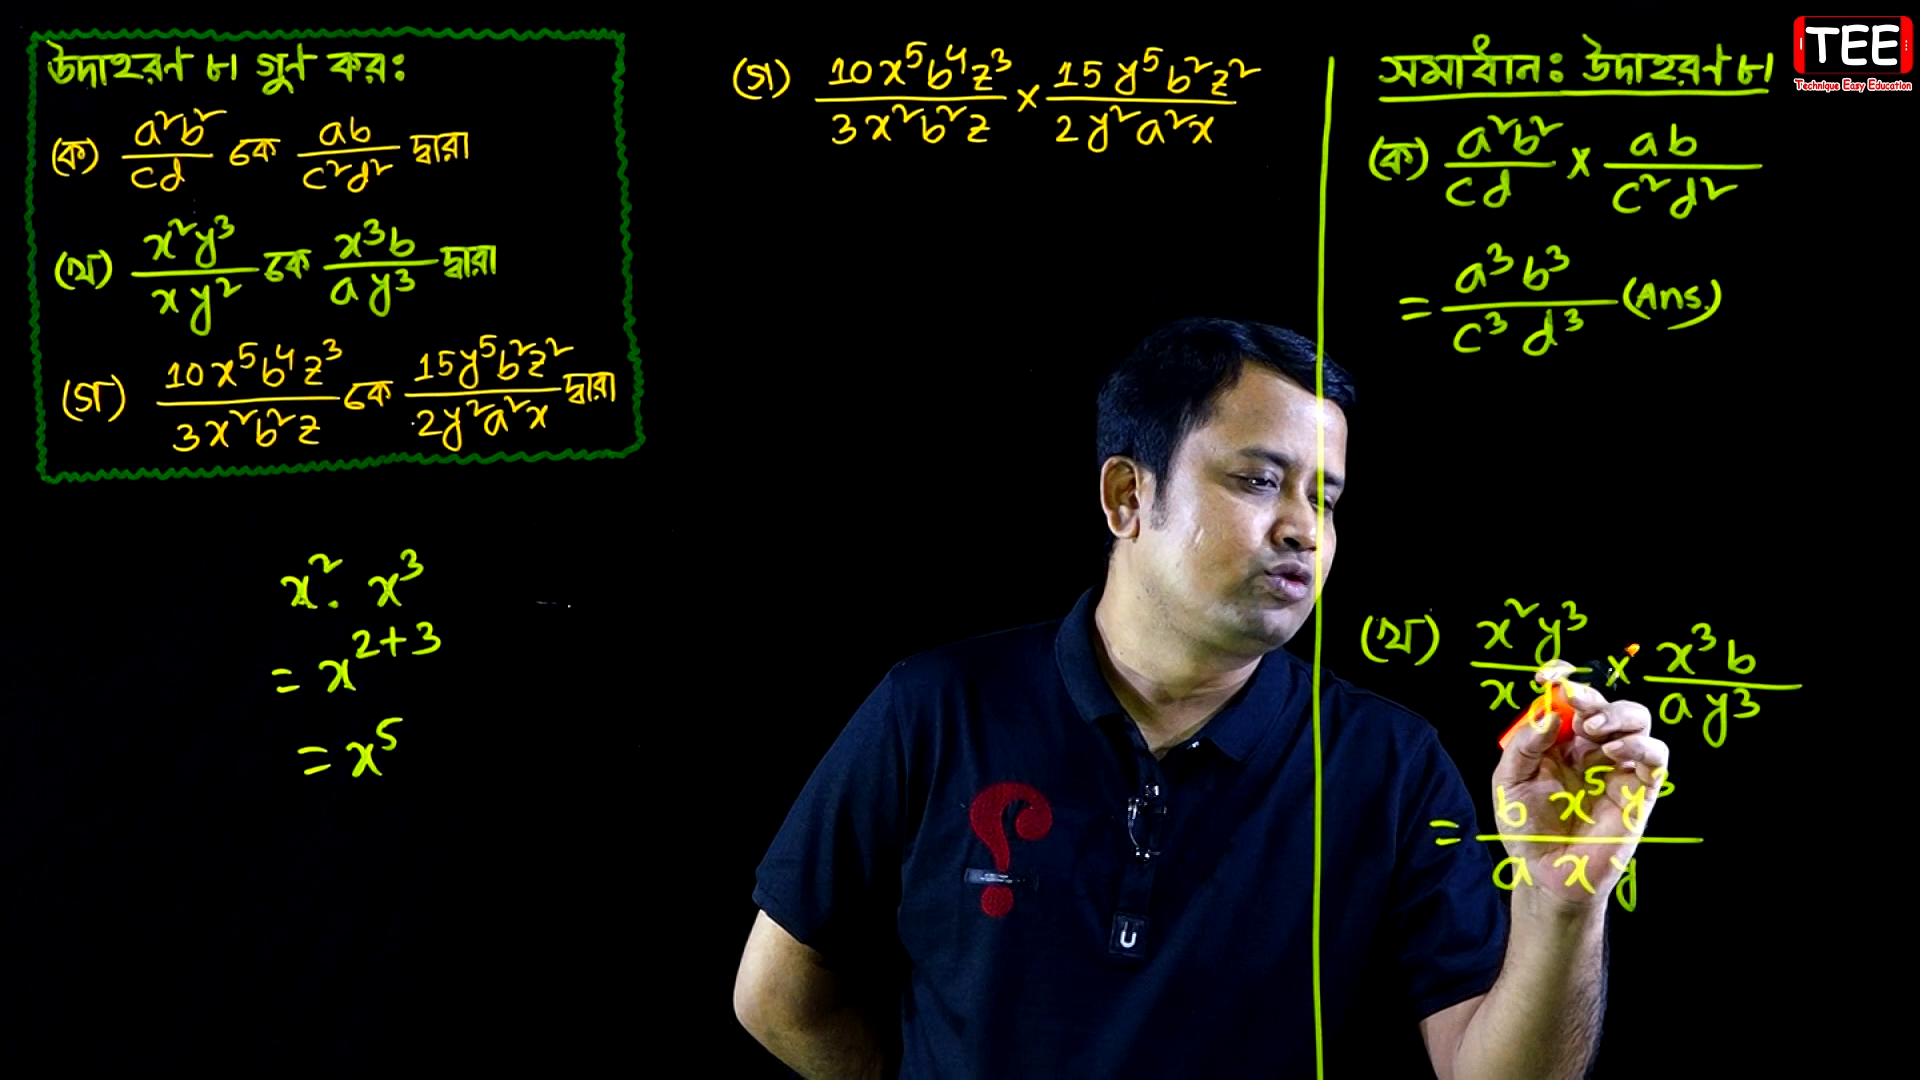 উদাহরণ ৮। গুণ কর:
(ক) a²b²/cd কে ab/c²d² দ্বারা
(খ) x²y³/xy² কে x³b/ay³ দ্বারা
(গ) 10x⁵b⁴z³/3x²b²z কে 15y⁵b²z²/2y²a²x দ্বারা
x². x³
= x²⁺³
= x⁵
(গ) 10x⁵b⁴z³/3x²b²z × 15y⁵b²z²/2y²a²x
সমাধান: উদাহরণ ৮।
(ক) a²b²/cd × ab/c²d²
= a³b³/c³d³ (Ans.)
(খ) x²y³/xy² × x³b/ay³
= b x⁵ y³/a x y
TEE
Technique Easy Education
U